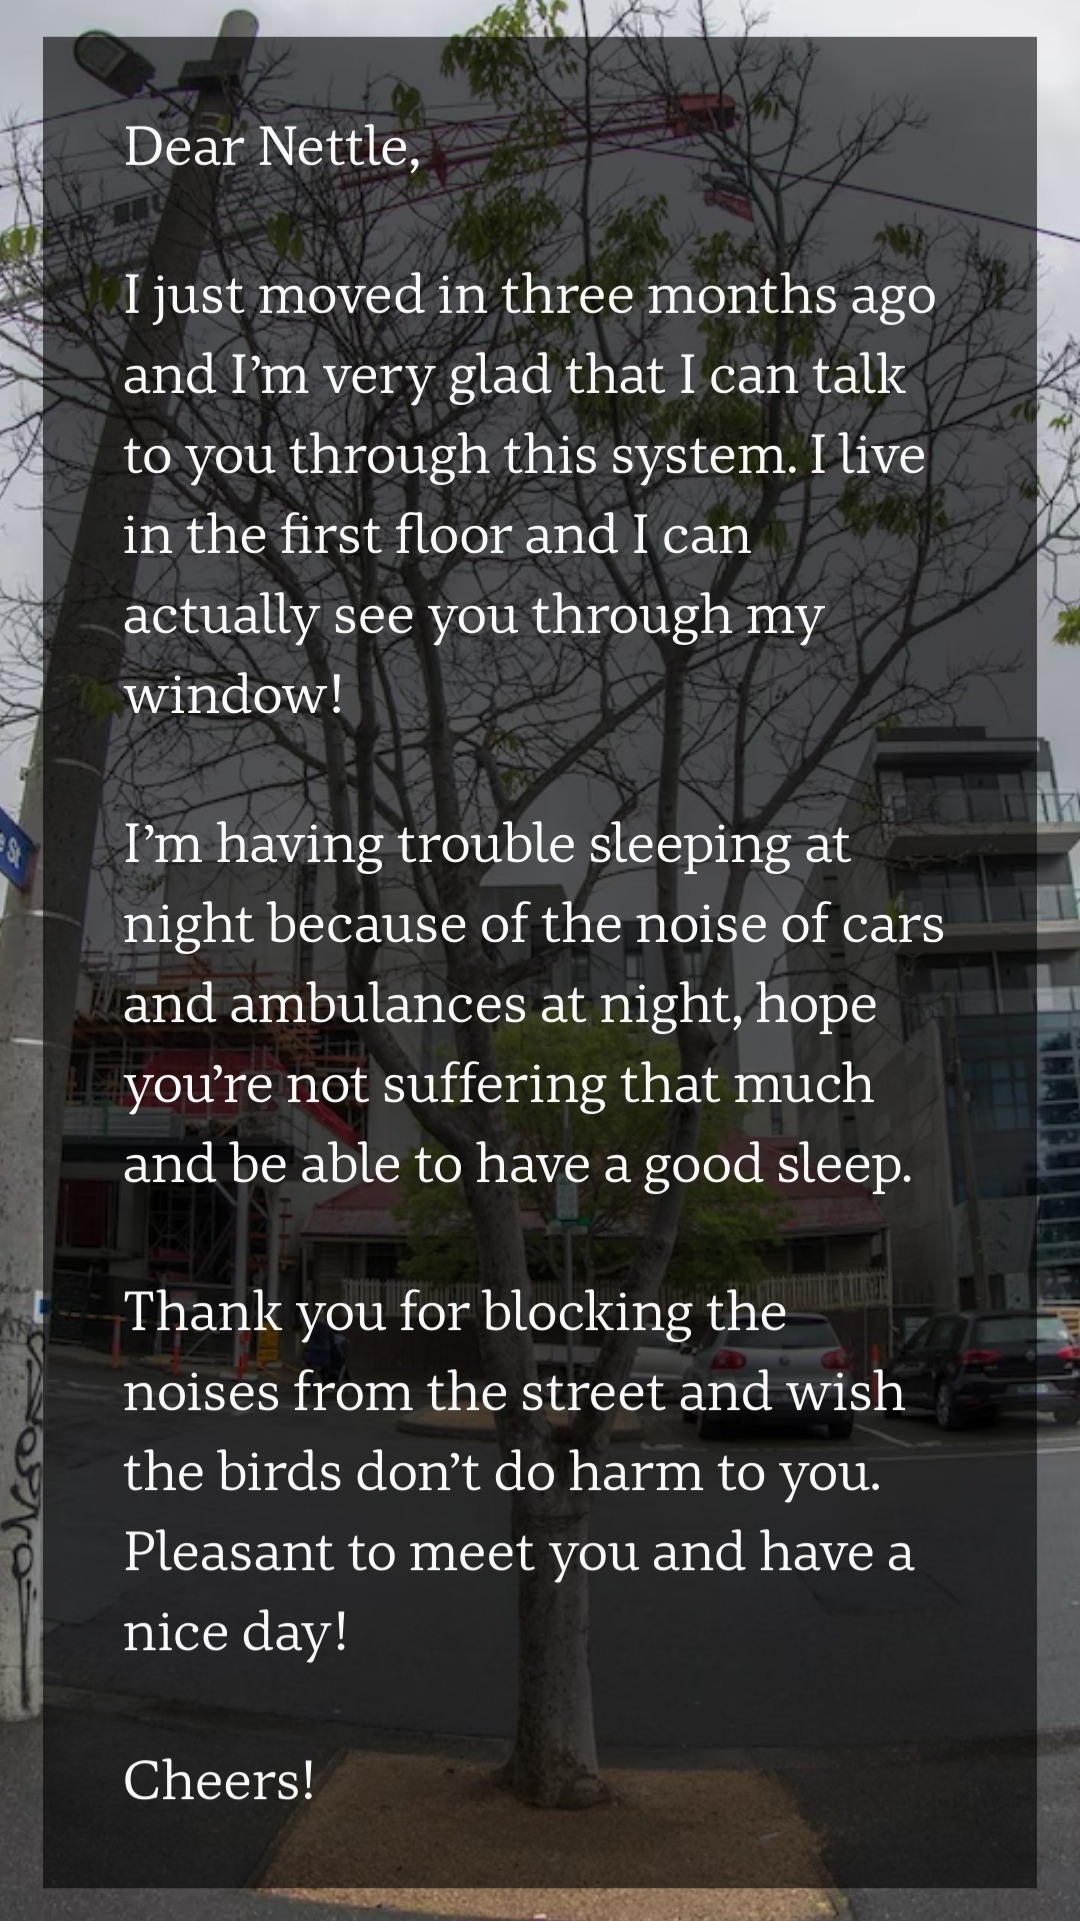 Dear Nettle,
I just moved in three months ago
and I’m very glad that I can talk
to you through this system. I live
in the first floor and I can
actually see you through my
window!
I’m having trouble sleeping at
night because of the noise of cars
and ambulances at night, hope
you’re not suffering that much
and be able to have a good sleep.
Thank you for blocking the
noises from the street and wish
the birds don’t do harm to you.
Pleasant to meet you and have a
nice day!
Cheers!
St